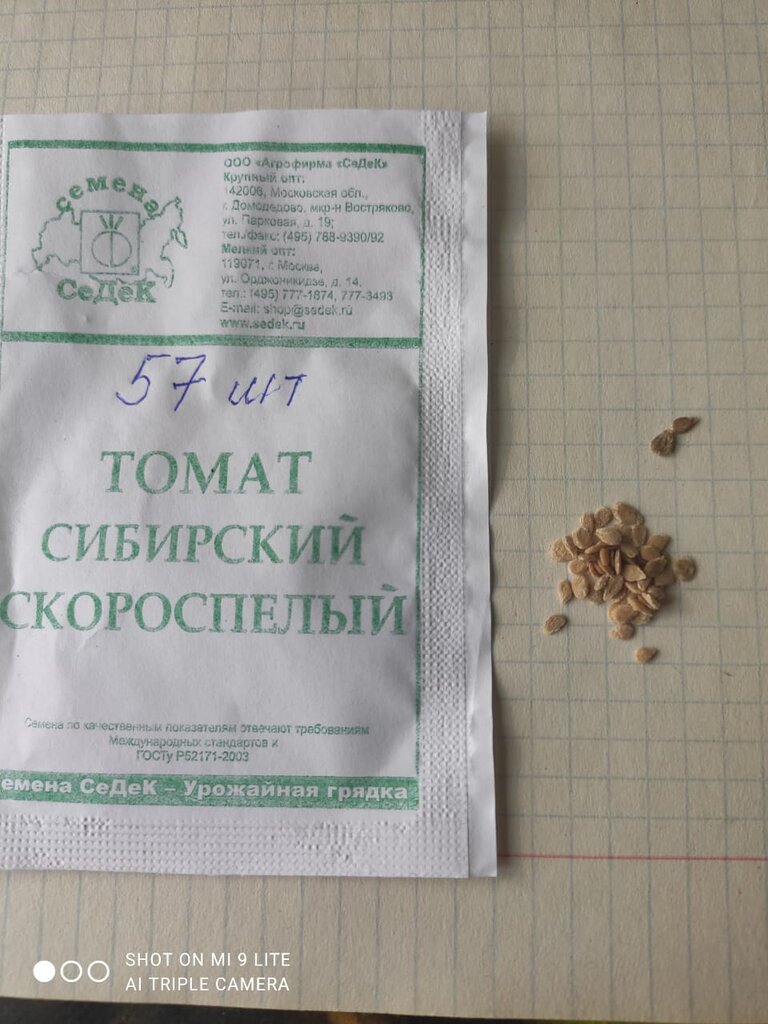 семена
СеДеК
ООО «Агрофирма «СеДеК»
Крупный опт:
142006, Московская обл.,
г. Домодедово, мкр-н Востряково,
ул. Парковая, д. 19;
тел./факс: (495) 788-9390/92
Мелкий опт:
119071, г. Москва,
ул. Орджоникидзе, д. 14,
тел.: (495) 777-1874, 777-3493
E-mail: shop@sedek.ru
www.sedek.ru
57 шт
ТОМАТ
СИБИРСКИЙ
СКОРОСПЕЛЫЙ
Семена по качественным показателям отвечают требованиям
Международных стандартов и
ГОСТу Р52171-2003
емена СеДеК – Урожайная грядка
SHOT ON MI 9 LITE
AI TRIPLE CAMERA